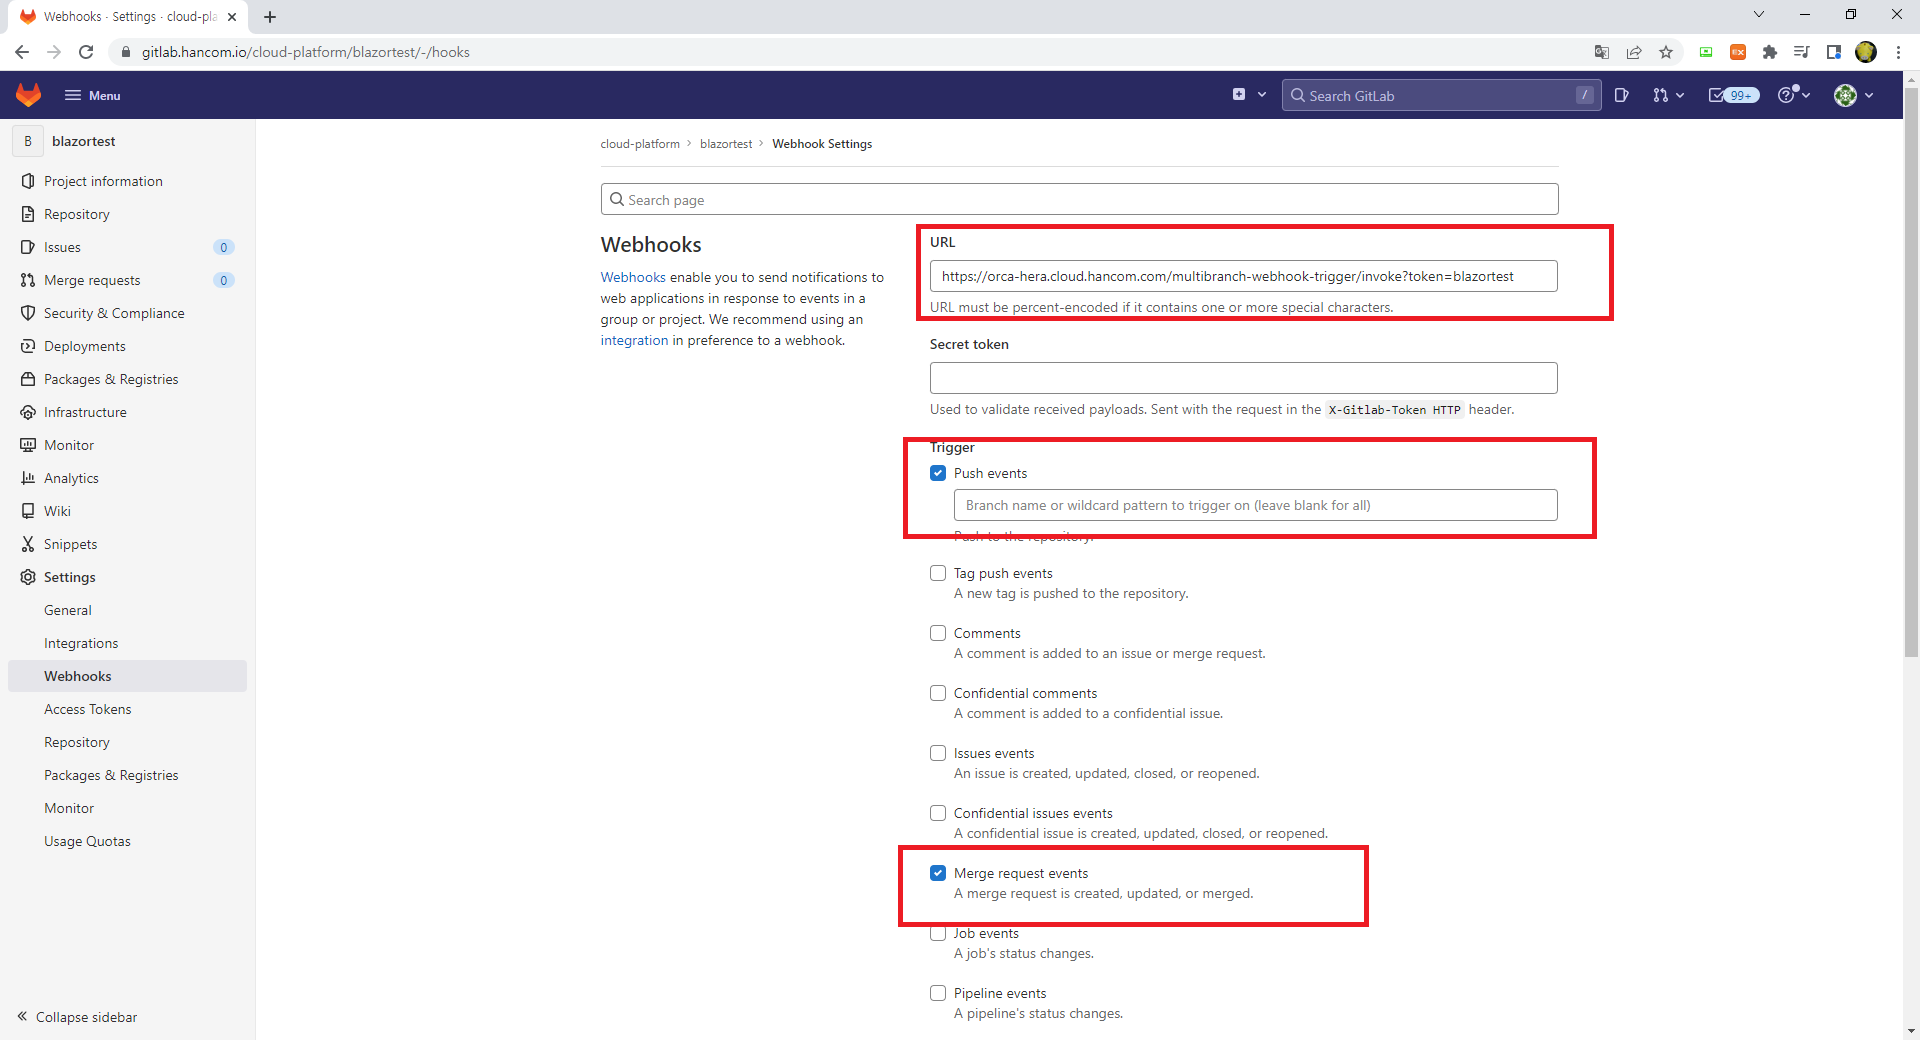 Webhooks · Settings · cloud-pla
gitlab.hancom.io/cloud-platform/blazortest/-/hooks
Menu
Search GitLab
/
99+
B
blazortest
Project information
Repository
Issues
0
Merge requests
0
Security & Compliance
Deployments
Packages & Registries
Infrastructure
Monitor
Analytics
Wiki
Snippets
Settings
General
Integrations
Webhooks
Access Tokens
Repository
Packages & Registries
Monitor
Usage Quotas
Collapse sidebar
cloud-platform > blazortest > Webhook Settings
Search page
Webhooks
Webhooks enable you to send notifications to
web applications in response to events in a
group or project. We recommend using an
integration in preference to a webhook.
URL
https://orca-hera.cloud.hancom.com/multibranch-webhook-trigger/invoke?token=blazortest
URL must be percent-encoded if it contains one or more special characters.
Secret token
Used to validate received payloads. Sent with the request in the X-Gitlab-Token HTTP header.
Trigger
Push events
Branch name or wildcard pattern to trigger on (leave blank for all)
Push to the repository.
Tag push events
A new tag is pushed to the repository.
Comments
A comment is added to an issue or merge request.
Confidential comments
A comment is added to a confidential issue.
Issues events
An issue is created, updated, closed, or reopened.
Confidential issues events
A confidential issue is created, updated, closed, or reopened.
Merge request events
A merge request is created, updated, or merged.
Job events
A job's status changes.
Pipeline events
A pipeline's status changes.